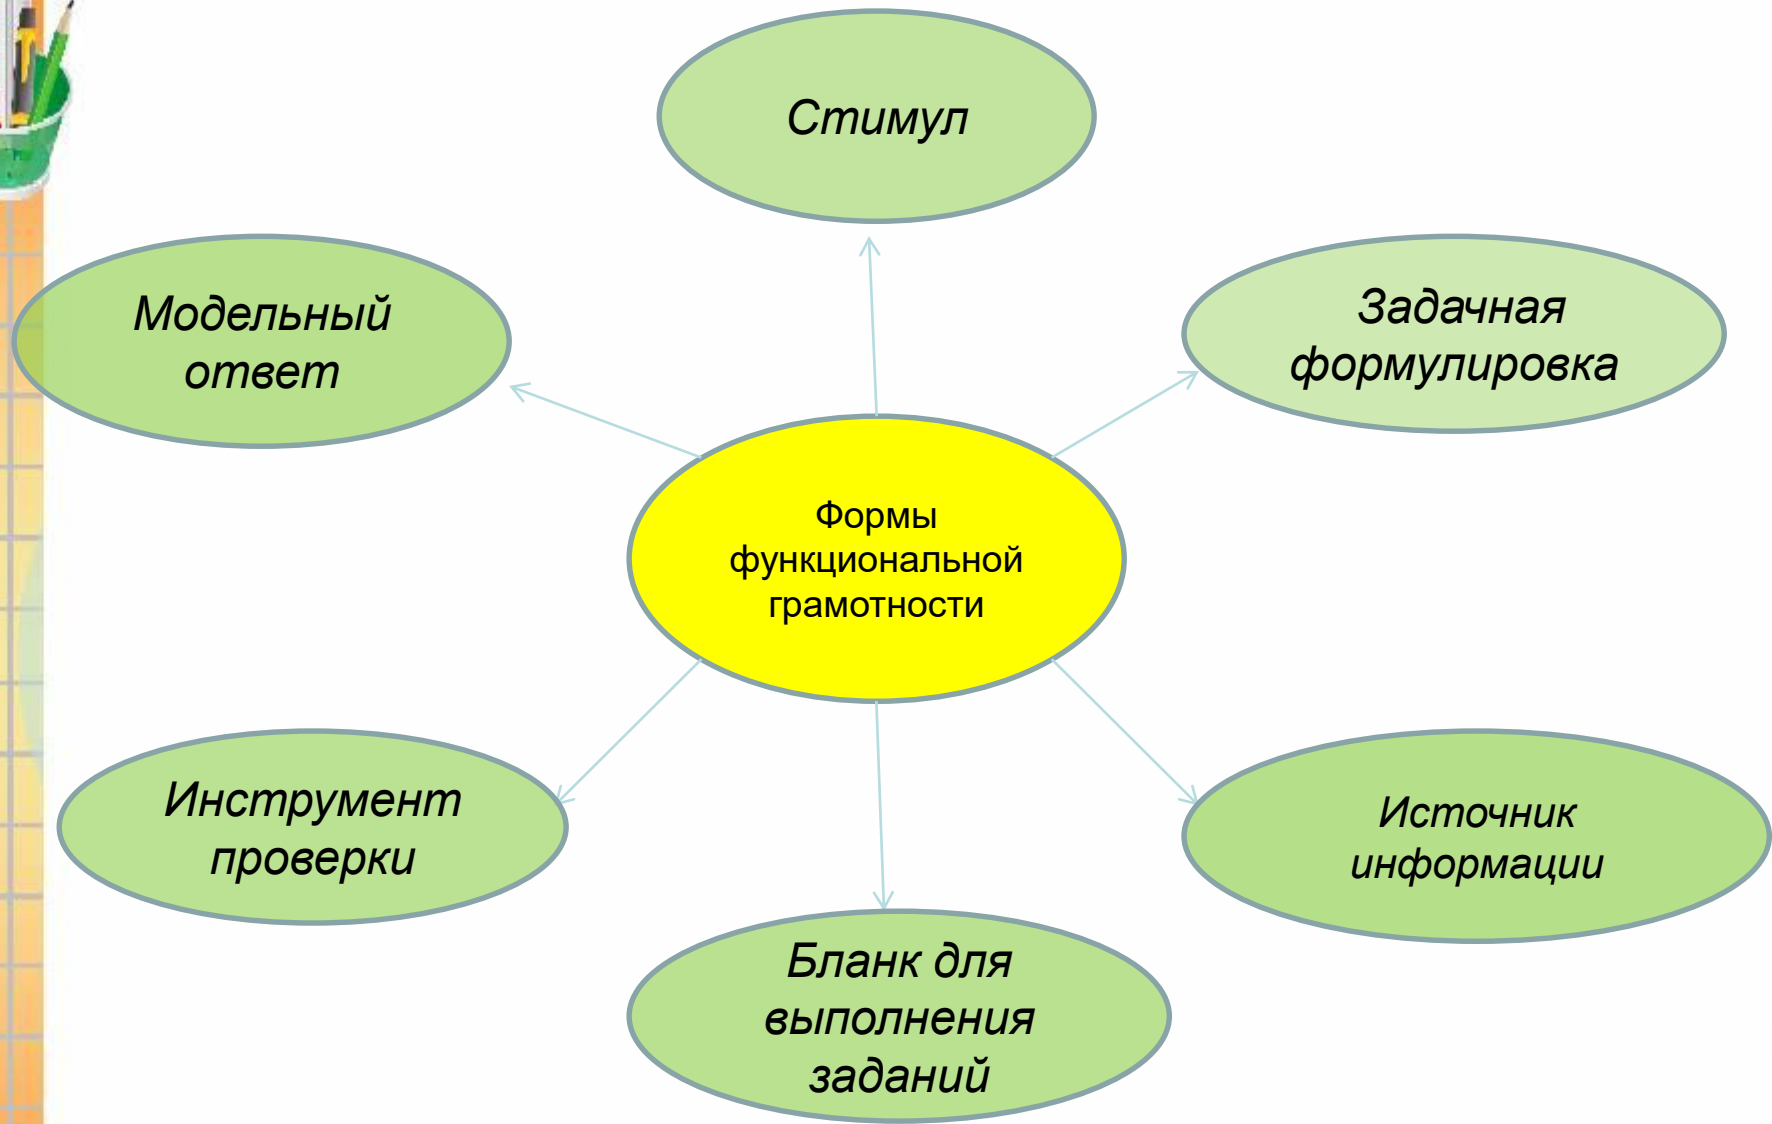 Стимул
Модельный
ответ
Задачная
формулировка
Формы
функциональной
грамотности
Инструмент
проверки
Источник
информации
Бланк для
выполнения
заданий